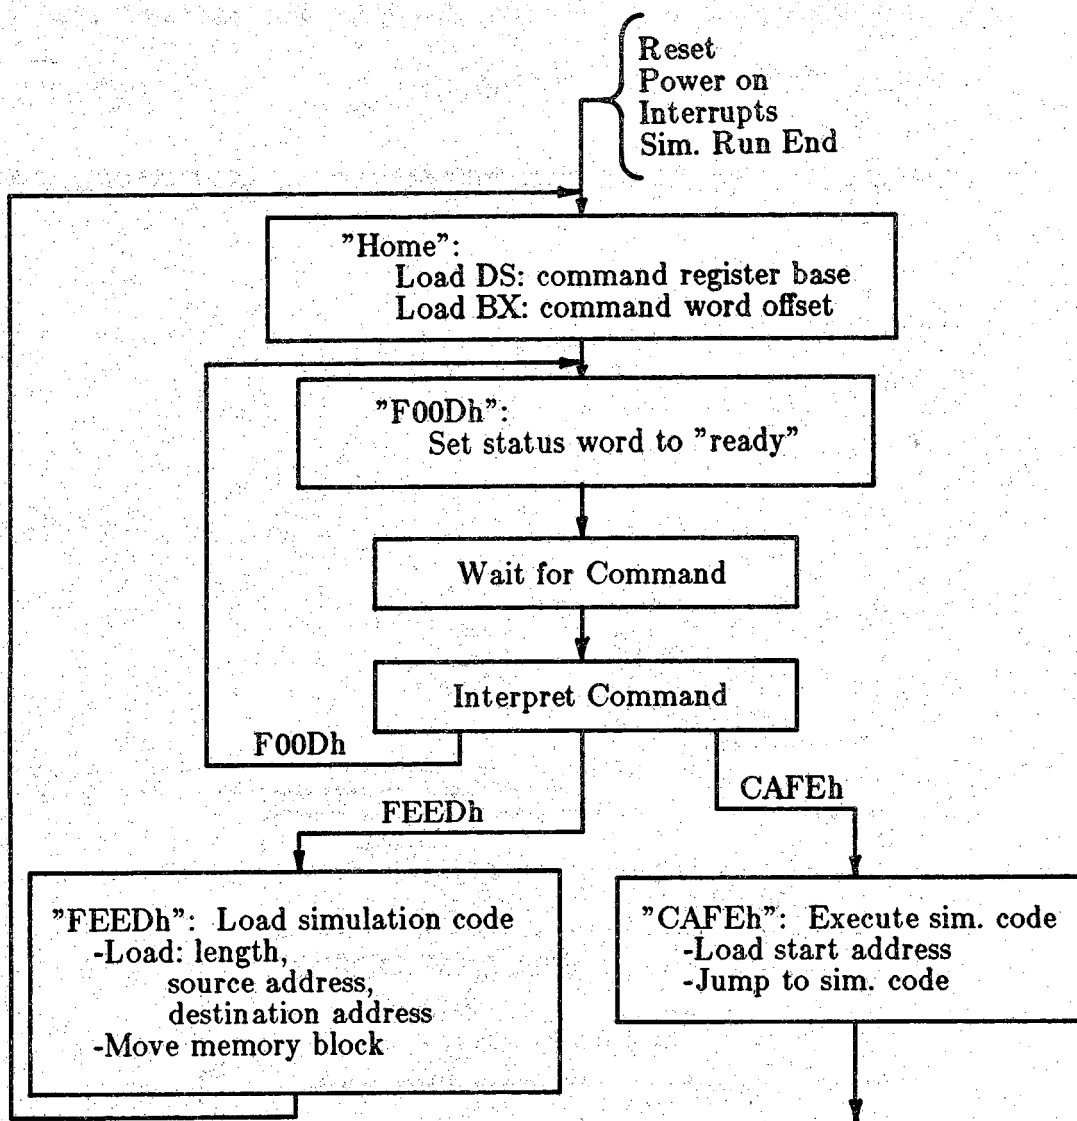 Reset
Power on
Interrupts
Sim. Run End
"Home":
Load DS: command register base
Load BX: command word offset
"F00Dh":
Set status word to "ready"
Wait for Command
Interpret Command
F00Dh
FEEDh
CAFEh
"FEEDh": Load simulation code
-Load: length,
source address,
destination address
-Move memory block
"CAFEh": Execute sim. code
-Load start address
-Jump to sim. code